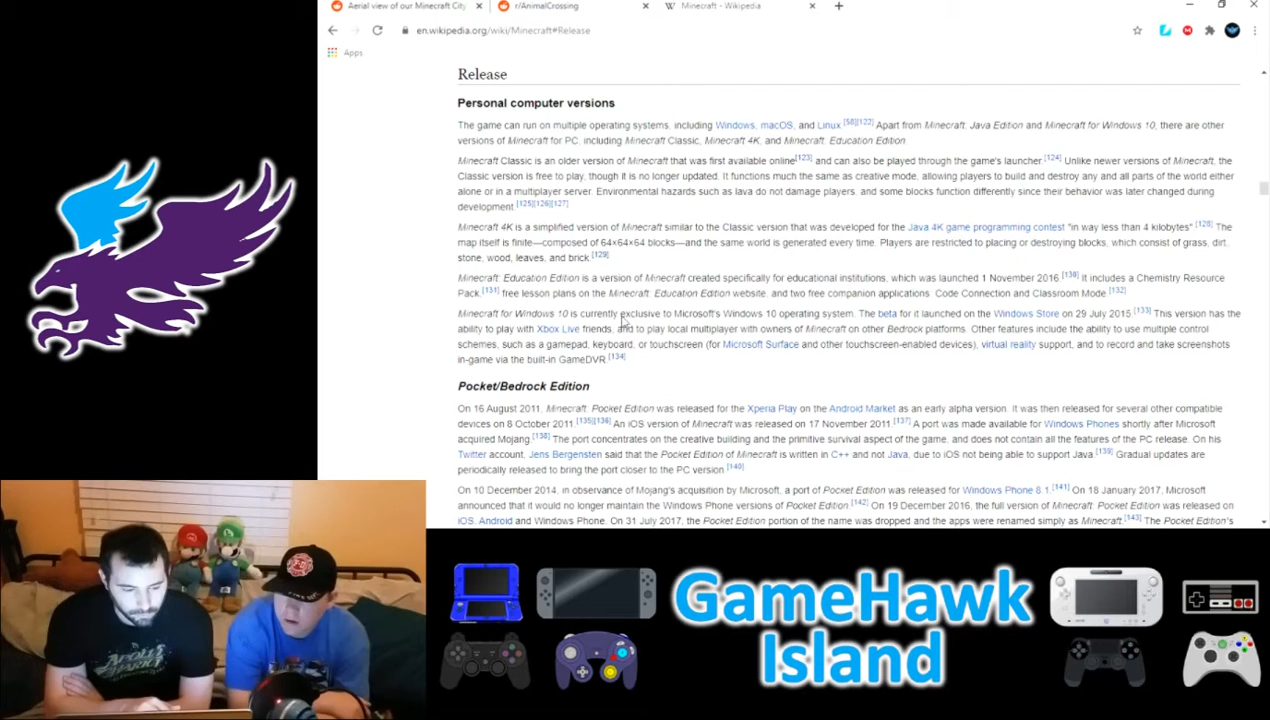 Aerial view of our Minecraft City
r/AnimalCrossing
Minecraft - Wikipedia
en.wikipedia.org/wiki/Minecraft#Release
Apps
Release
Personal computer versions
The game can run on multiple operating systems, including Windows, macOS, and Linux.[58][122] Apart from Minecraft: Java Edition and Minecraft for Windows 10, there are other
versions of Minecraft for PC, including Minecraft Classic, Minecraft 4K, and Minecraft: Education Edition.
Minecraft Classic is an older version of Minecraft that was first available online[123] and can also be played through the game's launcher.[124] Unlike newer versions of Minecraft, the
Classic version is free to play, though it is no longer updated. It functions much the same as creative mode, allowing players to build and destroy any and all parts of the world either
alone or in a multiplayer server. Environmental hazards such as lava do not damage players, and some blocks function differently since their behavior was later changed during
development.[125][126][127]
Minecraft 4K is a simplified version of Minecraft similar to the Classic version that was developed for the Java 4K game programming contest "in way less than 4 kilobytes".[128] The
map itself is finite—composed of 64×64×64 blocks—and the same world is generated every time. Players are restricted to placing or destroying blocks, which consist of grass, dirt,
stone, wood, leaves, and brick.[129]
Minecraft: Education Edition is a version of Minecraft created specifically for educational institutions, which was launched 1 November 2016.[130] It includes a Chemistry Resource
Pack,[131] free lesson plans on the Minecraft: Education Edition website, and two free companion applications: Code Connection and Classroom Mode.[132]
Minecraft for Windows 10 is currently exclusive to Microsoft's Windows 10 operating system. The beta for it launched on the Windows Store on 29 July 2015.[133] This version has the
ability to play with Xbox Live friends, and to play local multiplayer with owners of Minecraft on other Bedrock platforms. Other features include the ability to use multiple control
schemes, such as a gamepad, keyboard, or touchscreen (for Microsoft Surface and other touchscreen-enabled devices), virtual reality support, and to record and take screenshots
in-game via the built-in GameDVR.[134]
Pocket/Bedrock Edition
On 16 August 2011, Minecraft: Pocket Edition was released for the Xperia Play on the Android Market as an early alpha version. It was then released for several other compatible
devices on 8 October 2011.[135][136] An iOS version of Minecraft was released on 17 November 2011.[137] A port was made available for Windows Phones shortly after Microsoft
acquired Mojang.[138] The port concentrates on the creative building and the primitive survival aspect of the game, and does not contain all the features of the PC release. On his
Twitter account, Jens Bergensten said that the Pocket Edition of Minecraft is written in C++ and not Java, due to iOS not being able to support Java.[139] Gradual updates are
periodically released to bring the port closer to the PC version.[140]
On 10 December 2014, in observance of Mojang's acquisition by Microsoft, a port of Pocket Edition was released for Windows Phone 8.1.[141] On 18 January 2017, Microsoft
announced that it would no longer maintain the Windows Phone versions of Pocket Edition.[142] On 19 December 2016, the full version of Minecraft: Pocket Edition was released on
iOS, Android and Windows Phone. On 31 July 2017, the Pocket Edition portion of the name was dropped and the apps were renamed simply as Minecraft.[143] The Pocket Edition's
GameHawk
Island